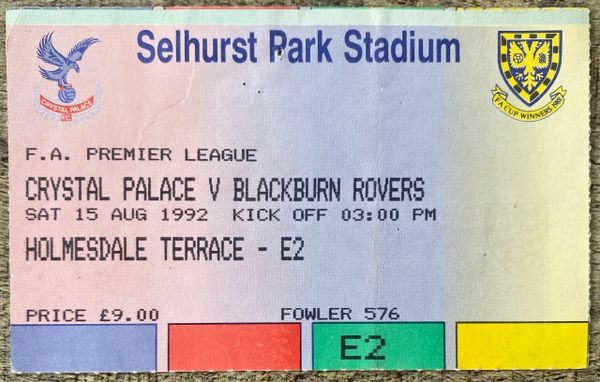 Selhurst Park Stadium
CRYSTAL PALACE
F.C.
F.A. CUP WINNERS 1988
F.A. PREMIER LEAGUE
CRYSTAL PALACE V BLACKBURN ROVERS
SAT 15 AUG 1992 KICK OFF 03:00 PM
HOLMESDALE TERRACE - E2
PRICE £9.00 FOWLER 576
E2